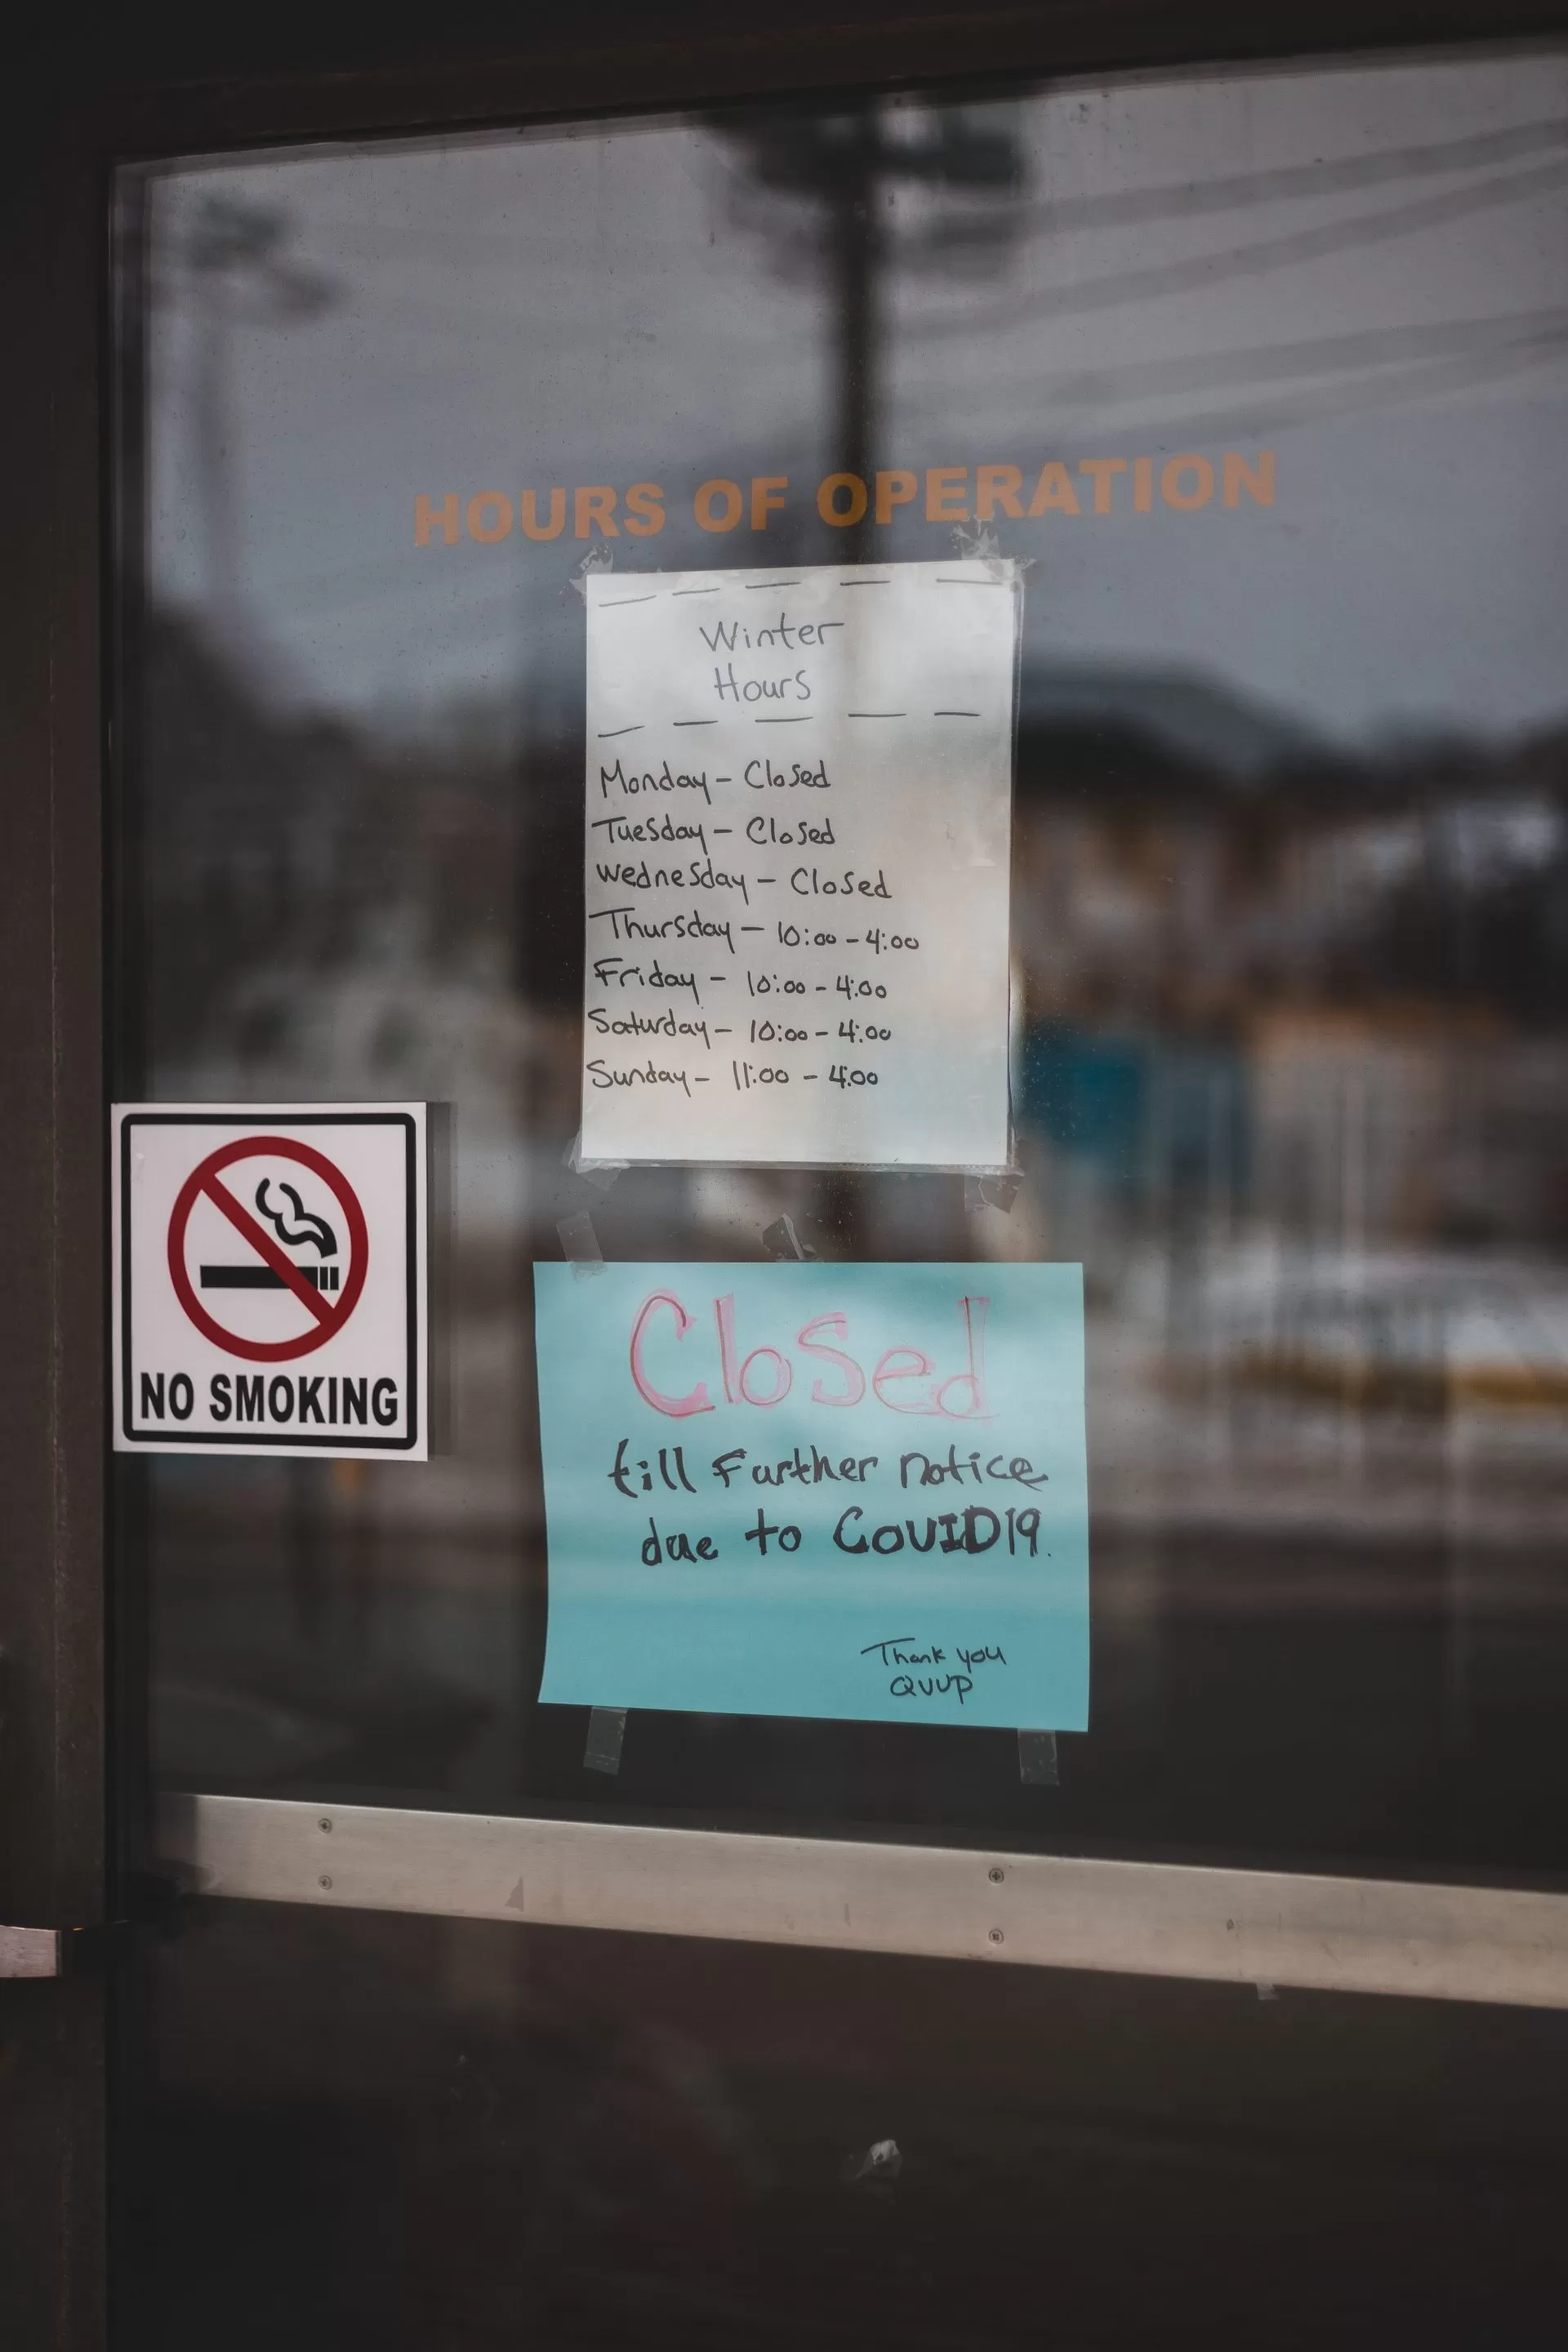 HOURS OF OPERATION
Winter
Hours
Monday - Closed
Tuesday - Closed
Wednesday - Closed
Thursday - 10:00 - 4:00
Friday - 10:00 - 4:00
Saturday - 10:00 - 4:00
Sunday - 11:00 - 4:00
NO SMOKING
Closed
till Further notice
due to COVID19.
Thank you
QVVP